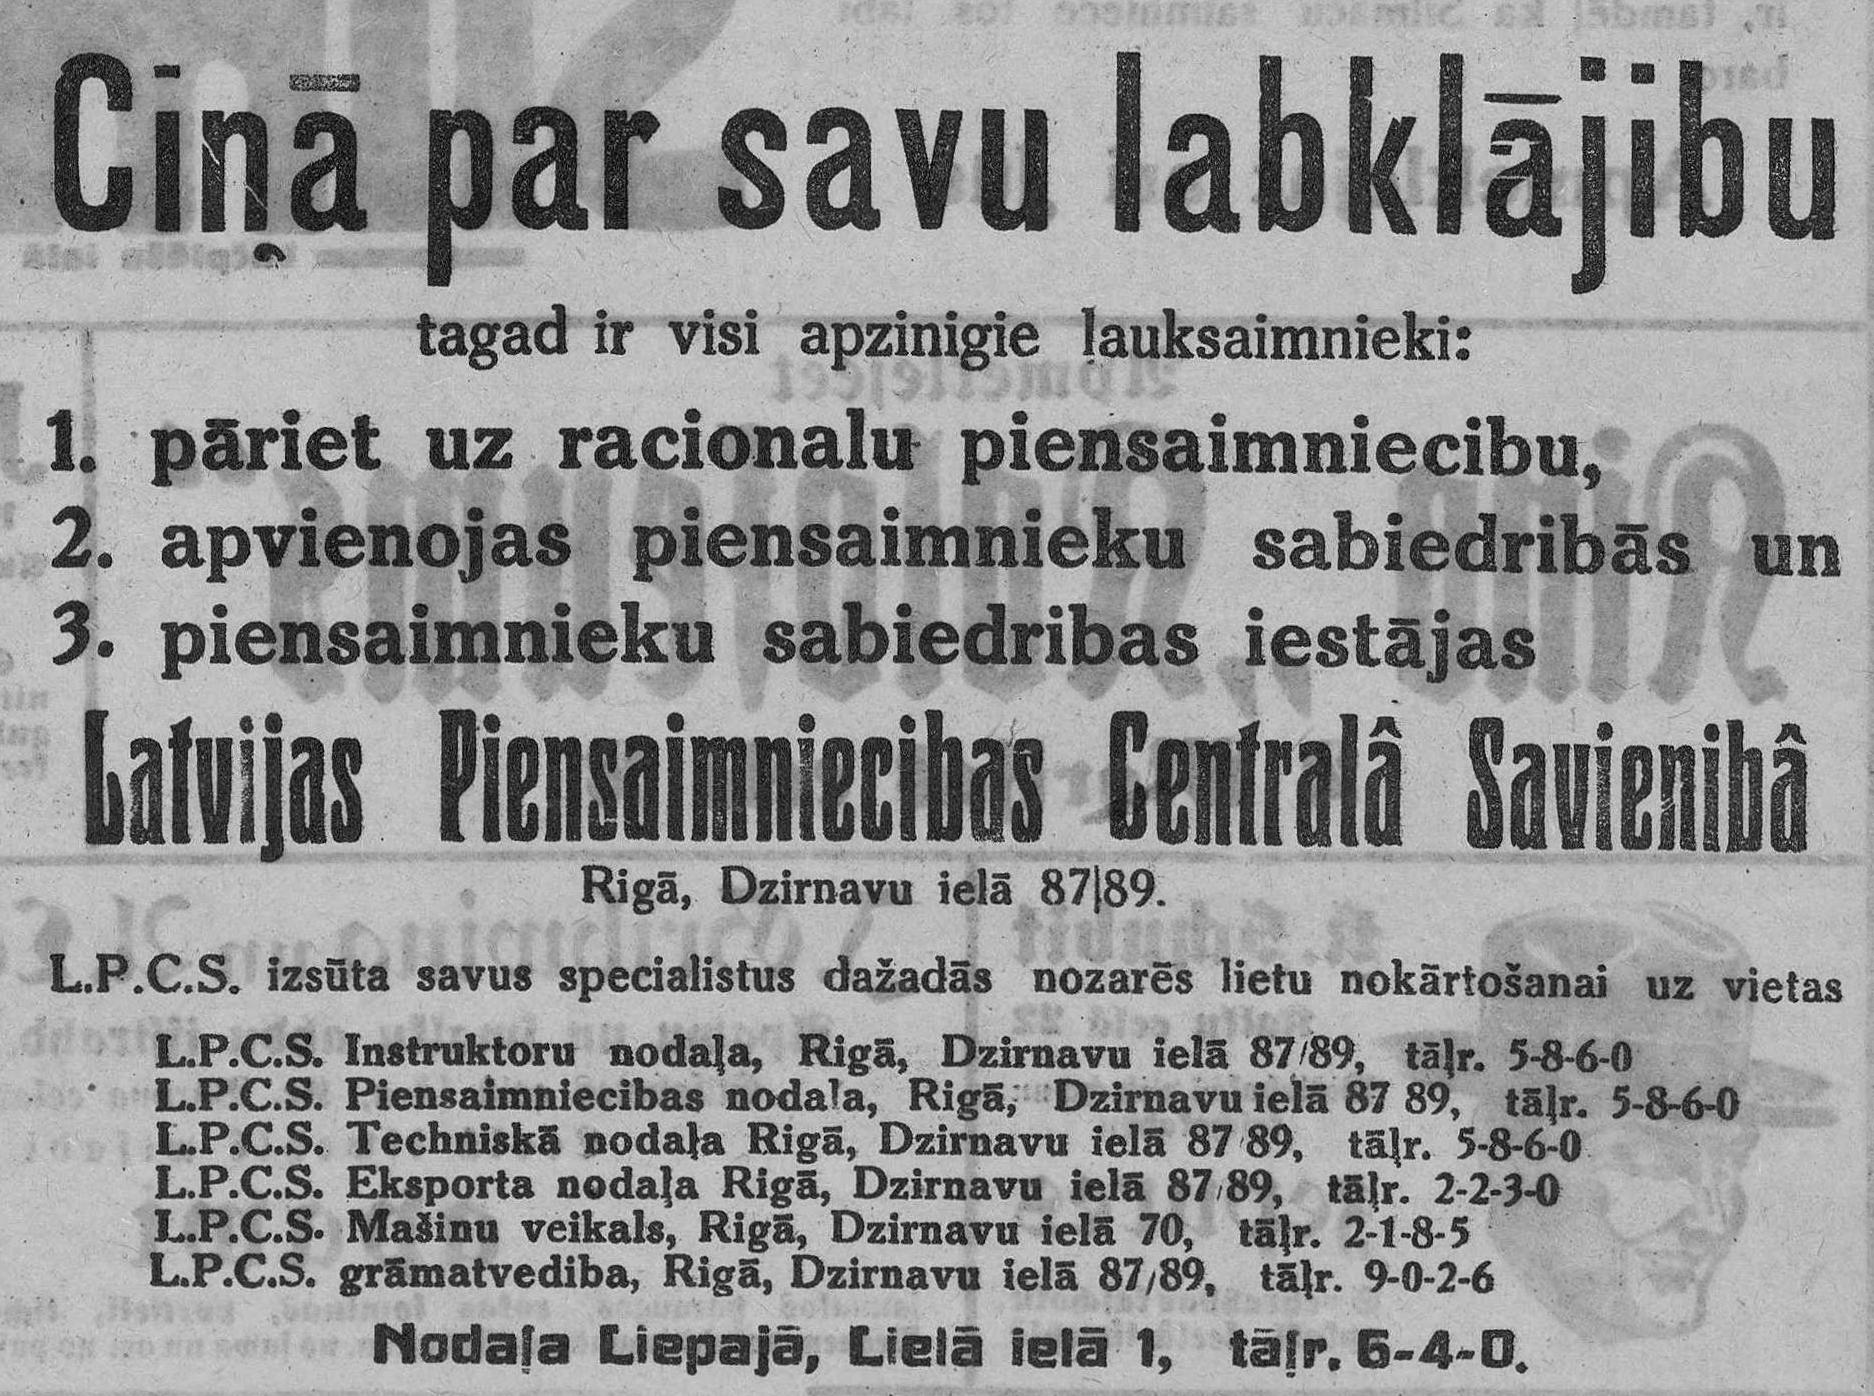 Ciņā par savu labklājibu
tagad ir visi apzinigie ļauksaimnieki:
1. pāriet uz racionalu piensaimniecibu,
2. apvienojas piensaimnieku sabiedribās un
3. piensaimnieku sabiedribas iestājas
Latvijas Piensaimniecibas Centralâ Savienibâ
Rigā, Dzirnavu ielā 87|89.
L.P.C.S. izsūta savus specialistus dažadās nozarēs lietu nokārtošanai uz vietas
L.P.C.S. Instruktoru nodaļa, Rigā, Dzirnavu ielā 87/89, tāļr. 5-8-6-0
L.P.C.S. Piensaimniecibas nodaļa, Rigā, Dzirnavu ielā 87 89, tāļr. 5-8-6-0
L.P.C.S. Techniskā nodaļa Rigā, Dzirnavu ielā 87/89, tāļr. 5-8-6-0
L.P.C.S. Eksporta nodaļa Rigā, Dzirnavu ielā 87/89, tāļr. 2-2-3-0
L.P.C.S. Mašinu veikals, Rigā, Dzirnavu ielā 70, tāļr. 2-1-8-5
L.P.C.S. grāmatvediba, Rigā, Dzirnavu ielā 87/89, tāļr. 9-0-2-6
Nodaļa Liepajā, Lielā ielā 1, tāļr. 6-4-0.